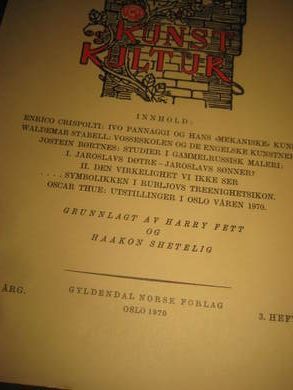 KUNST
KULTUR
INNHOLD:
ENRICO CRISPOLTI: IVO PANNAGGI OG HANS »MEKANISKE« KUN
WALDEMAR STABELL: VOSSESKOLEN OG DE ENGELSKE KUNSTNER
JOSTEIN BØRTNES: STUDIER I GAMMELRUSSISK MALERI:
I. JAROSLAVS DØTRE - JAROSLAVS SØNNER?
II. DEN VIRKELIGHET VI IKKE SER
. . . . SYMBOLIKKEN I RUBLJOVS TREENIGHETSIKON.
OSCAR THUE: UTSTILLINGER I OSLO VÅREN 1970.
GRUNNLAGT AV HARRY FETT
OG
HAAKON SHETELIG
ÅRG.
GYLDENDAL NORSK FORLAG
OSLO 1970
3. HEF